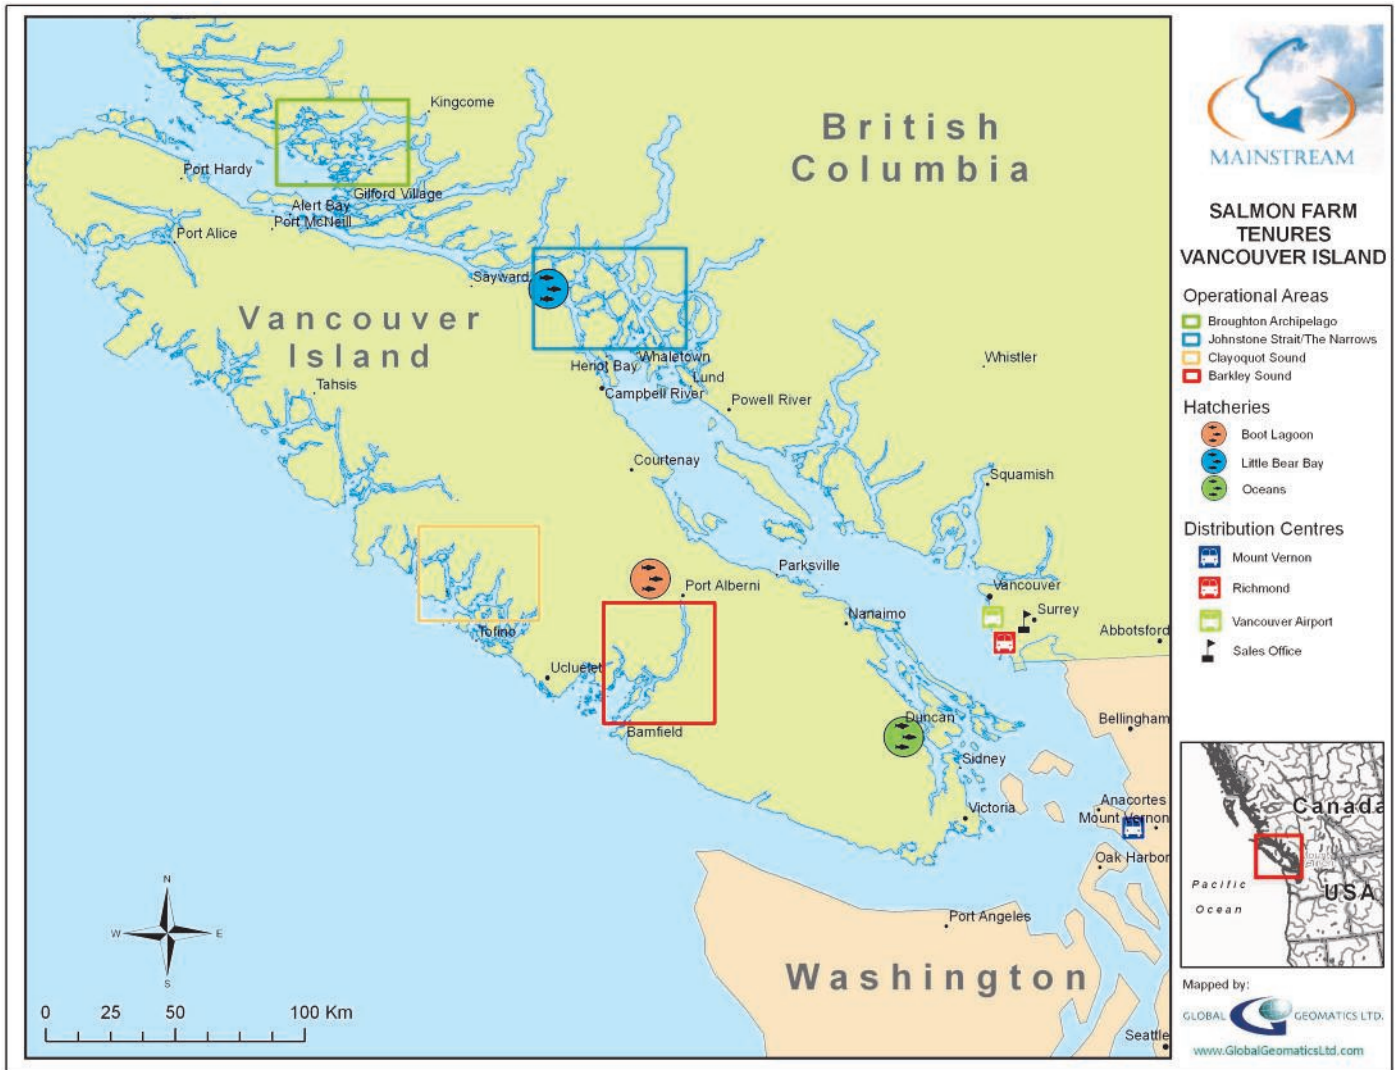 Kingcome
British
Columbia
Port Hardy
Gilford Village
Alert Bay
Port McNeill
Port Alice
Sayward
Vancouver
Island
Heriot Bay
Whaletown
Lund
Whistler
Tahsis
Campbell River
Powell River
Courtenay
Squamish
Port Alberni
Parksville
Vancouver
Nanaimo
Surrey
Abbotsford
Tofino
Ucluelet
Bamfield
Duncan
Bellingham
Sidney
Victoria
Anacortes
Mount Vernon
Oak Harbor
Port Angeles
Washington
Seattle
N
W E
S
0 25 50 100 Km
MAINSTREAM
SALMON FARM
TENURES
VANCOUVER ISLAND
Operational Areas
Broughton Archipelago
Johnstone Strait/The Narrows
Clayoquot Sound
Barkley Sound
Hatcheries
Boot Lagoon
Little Bear Bay
Oceans
Distribution Centres
Mount Vernon
Richmond
Vancouver Airport
Sales Office
Canada
Pacific
Ocean
USA
Mapped by:
GLOBAL GEOMATICS LTD.
www.GlobalGeomaticsLtd.com